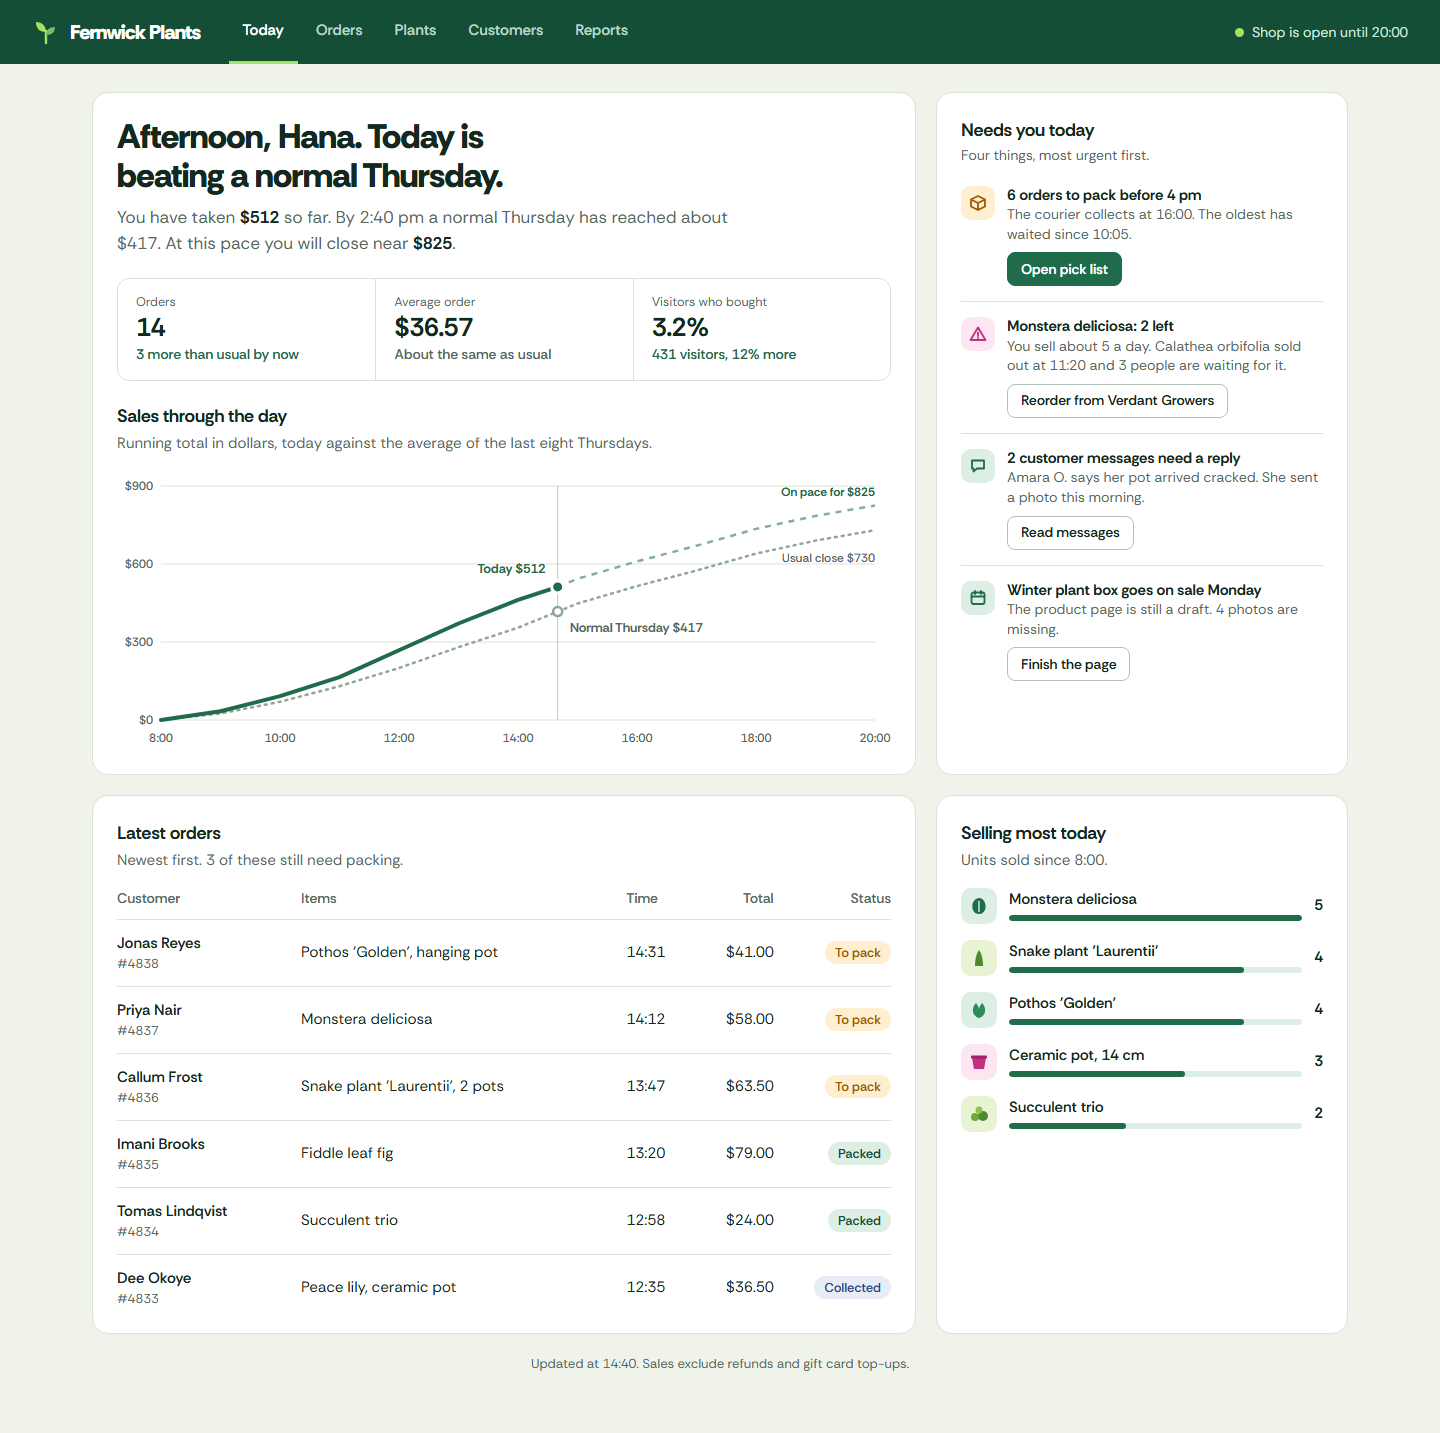 Fernwick Plants
Today
Orders
Plants
Customers
Reports
Shop is open until 20:00
Afternoon, Hana. Today is
beating a normal Thursday.
You have taken $512 so far. By 2:40 pm a normal Thursday has reached about
$417. At this pace you will close near $825.
Orders
14
3 more than usual by now
Average order
$36.57
About the same as usual
Visitors who bought
3.2%
431 visitors, 12% more
Sales through the day
Running total in dollars, today against the average of the last eight Thursdays.
$900
$600
$300
$0
On pace for $825
Today $512
Usual close $730
Normal Thursday $417
8:00
10:00
12:00
14:00
16:00
18:00
20:00
Needs you today
Four things, most urgent first.
6 orders to pack before 4 pm
The courier collects at 16:00. The oldest has
waited since 10:05.
Open pick list
Monstera deliciosa: 2 left
You sell about 5 a day. Calathea orbifolia sold
out at 11:20 and 3 people are waiting for it.
Reorder from Verdant Growers
2 customer messages need a reply
Amara O. says her pot arrived cracked. She sent
a photo this morning.
Read messages
Winter plant box goes on sale Monday
The product page is still a draft. 4 photos are
missing.
Finish the page
Latest orders
Newest first. 3 of these still need packing.
Customer Items Time Total Status
Jonas Reyes
#4838
Pothos ’Golden’, hanging pot
14:31
$41.00
To pack
Priya Nair
#4837
Monstera deliciosa
14:12
$58.00
To pack
Callum Frost
#4836
Snake plant ’Laurentii’, 2 pots
13:47
$63.50
To pack
Imani Brooks
#4835
Fiddle leaf fig
13:20
$79.00
Packed
Tomas Lindqvist
#4834
Succulent trio
12:58
$24.00
Packed
Dee Okoye
#4833
Peace lily, ceramic pot
12:35
$36.50
Collected
Selling most today
Units sold since 8:00.
Monstera deliciosa
5
Snake plant ’Laurentii’
4
Pothos ’Golden’
4
Ceramic pot, 14 cm
3
Succulent trio
2
Updated at 14:40. Sales exclude refunds and gift card top-ups.